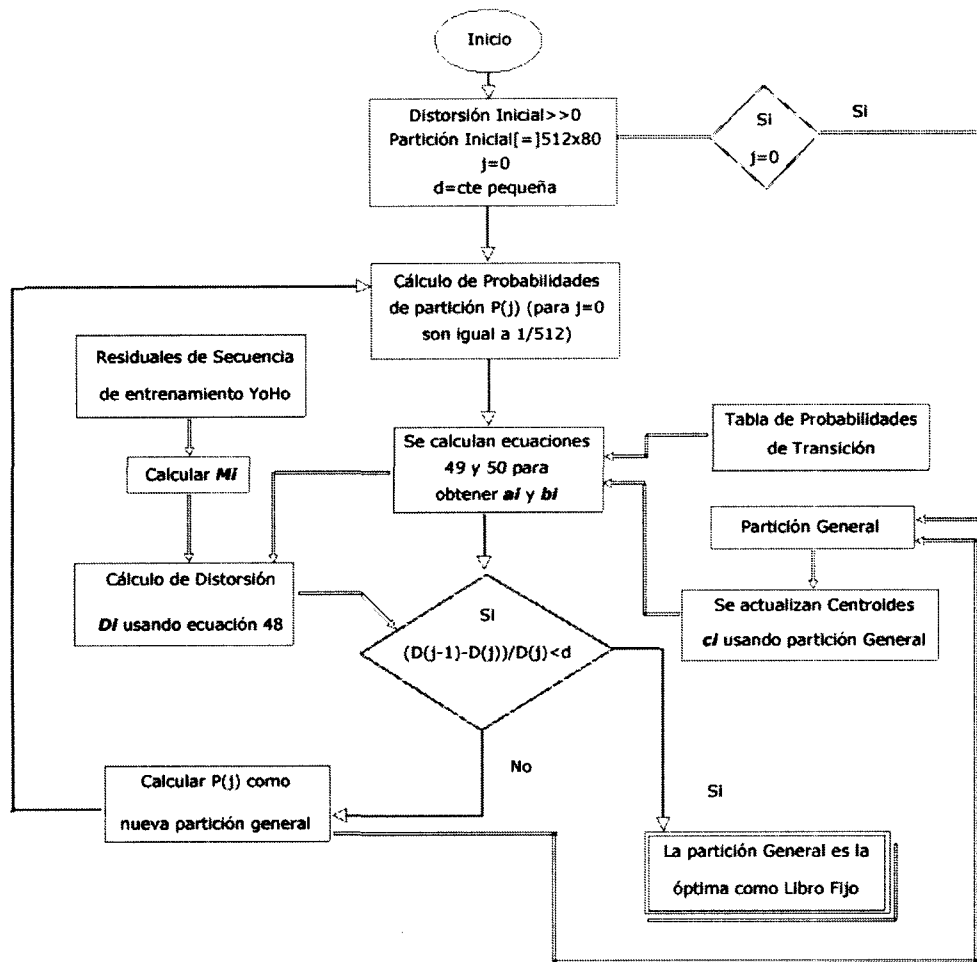 Inicio
Distorsión Inicial>>0
Partición Inicial[=]512x80
j=0
d=cte pequeña
Si
j=0
Si
Cálculo de Probabilidades
de partición P(j) (para j=0
son igual a 1/512)
Residuales de Secuencia
de entrenamiento YoHo
Calcular Mi
Se calculan ecuaciones
49 y 50 para
obtener ai y bi
Tabla de Probabilidades
de Transición
Partición General
Cálculo de Distorsión
Di usando ecuación 48
Se actualizan Centroides
ci usando partición General
Si
(D(j-1)-D(j))/D(j)<d
No
Si
Calcular P(j) como
nueva partición general
La partición General es la
óptima como Libro Fijo